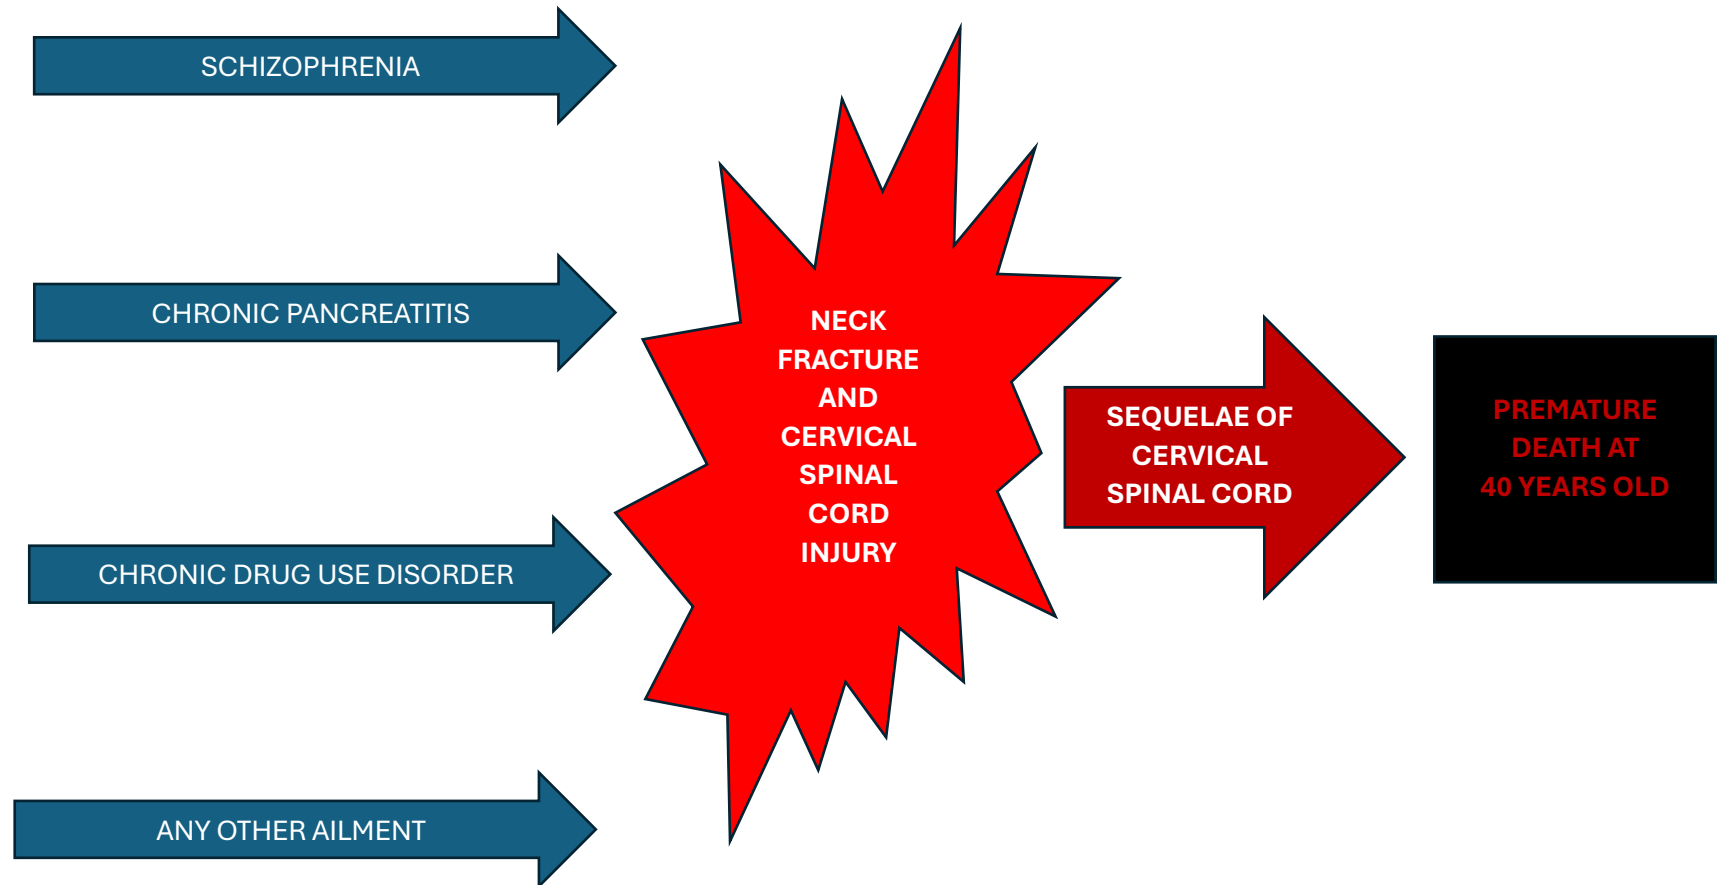 SCHIZOPHRENIA
CHRONIC PANCREATITIS
CHRONIC DRUG USE DISORDER
ANY OTHER AILMENT
NECK
FRACTURE
AND
CERVICAL
SPINAL
CORD
INJURY
SEQUELAE OF
CERVICAL
SPINAL CORD
PREMATURE
DEATH AT
40 YEARS OLD